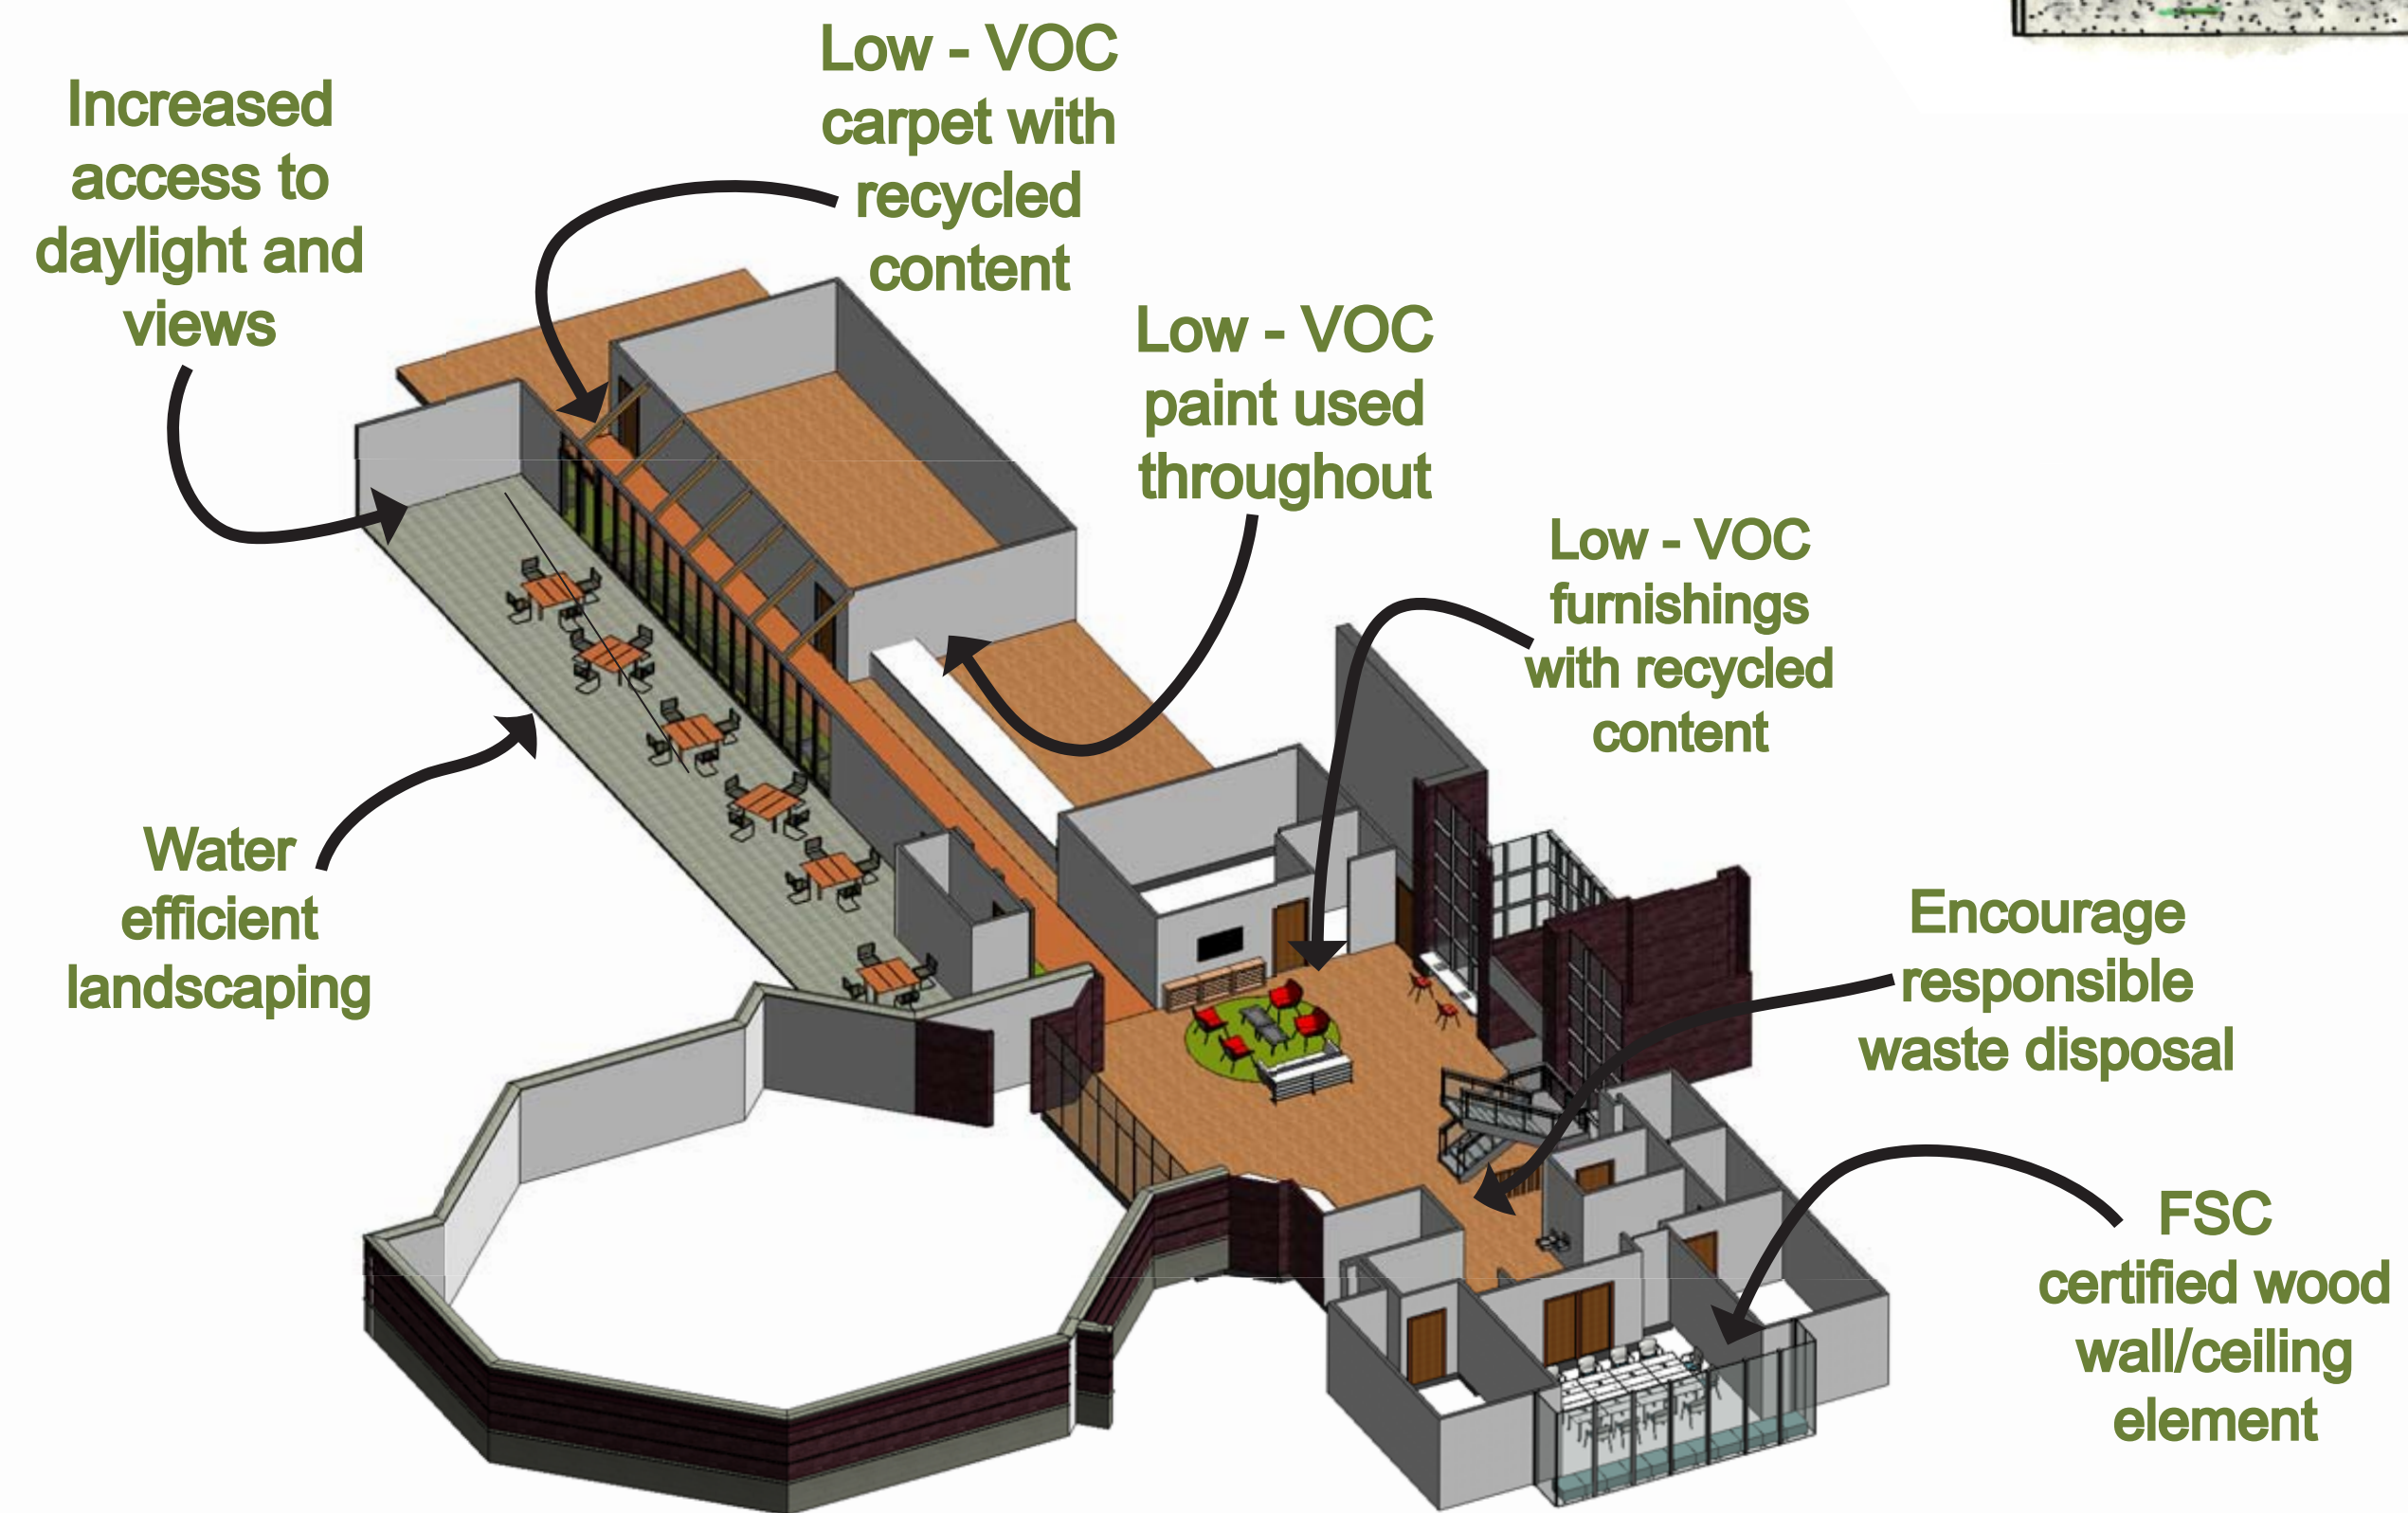 Increased
access to
daylight and
views
Low - VOC
carpet with
recycled
content
Low - VOC
paint used
throughout
Low - VOC
furnishings
with recycled
content
Water
efficient
landscaping
Encourage
responsible
waste disposal
FSC
certified wood
wall/ceiling
element